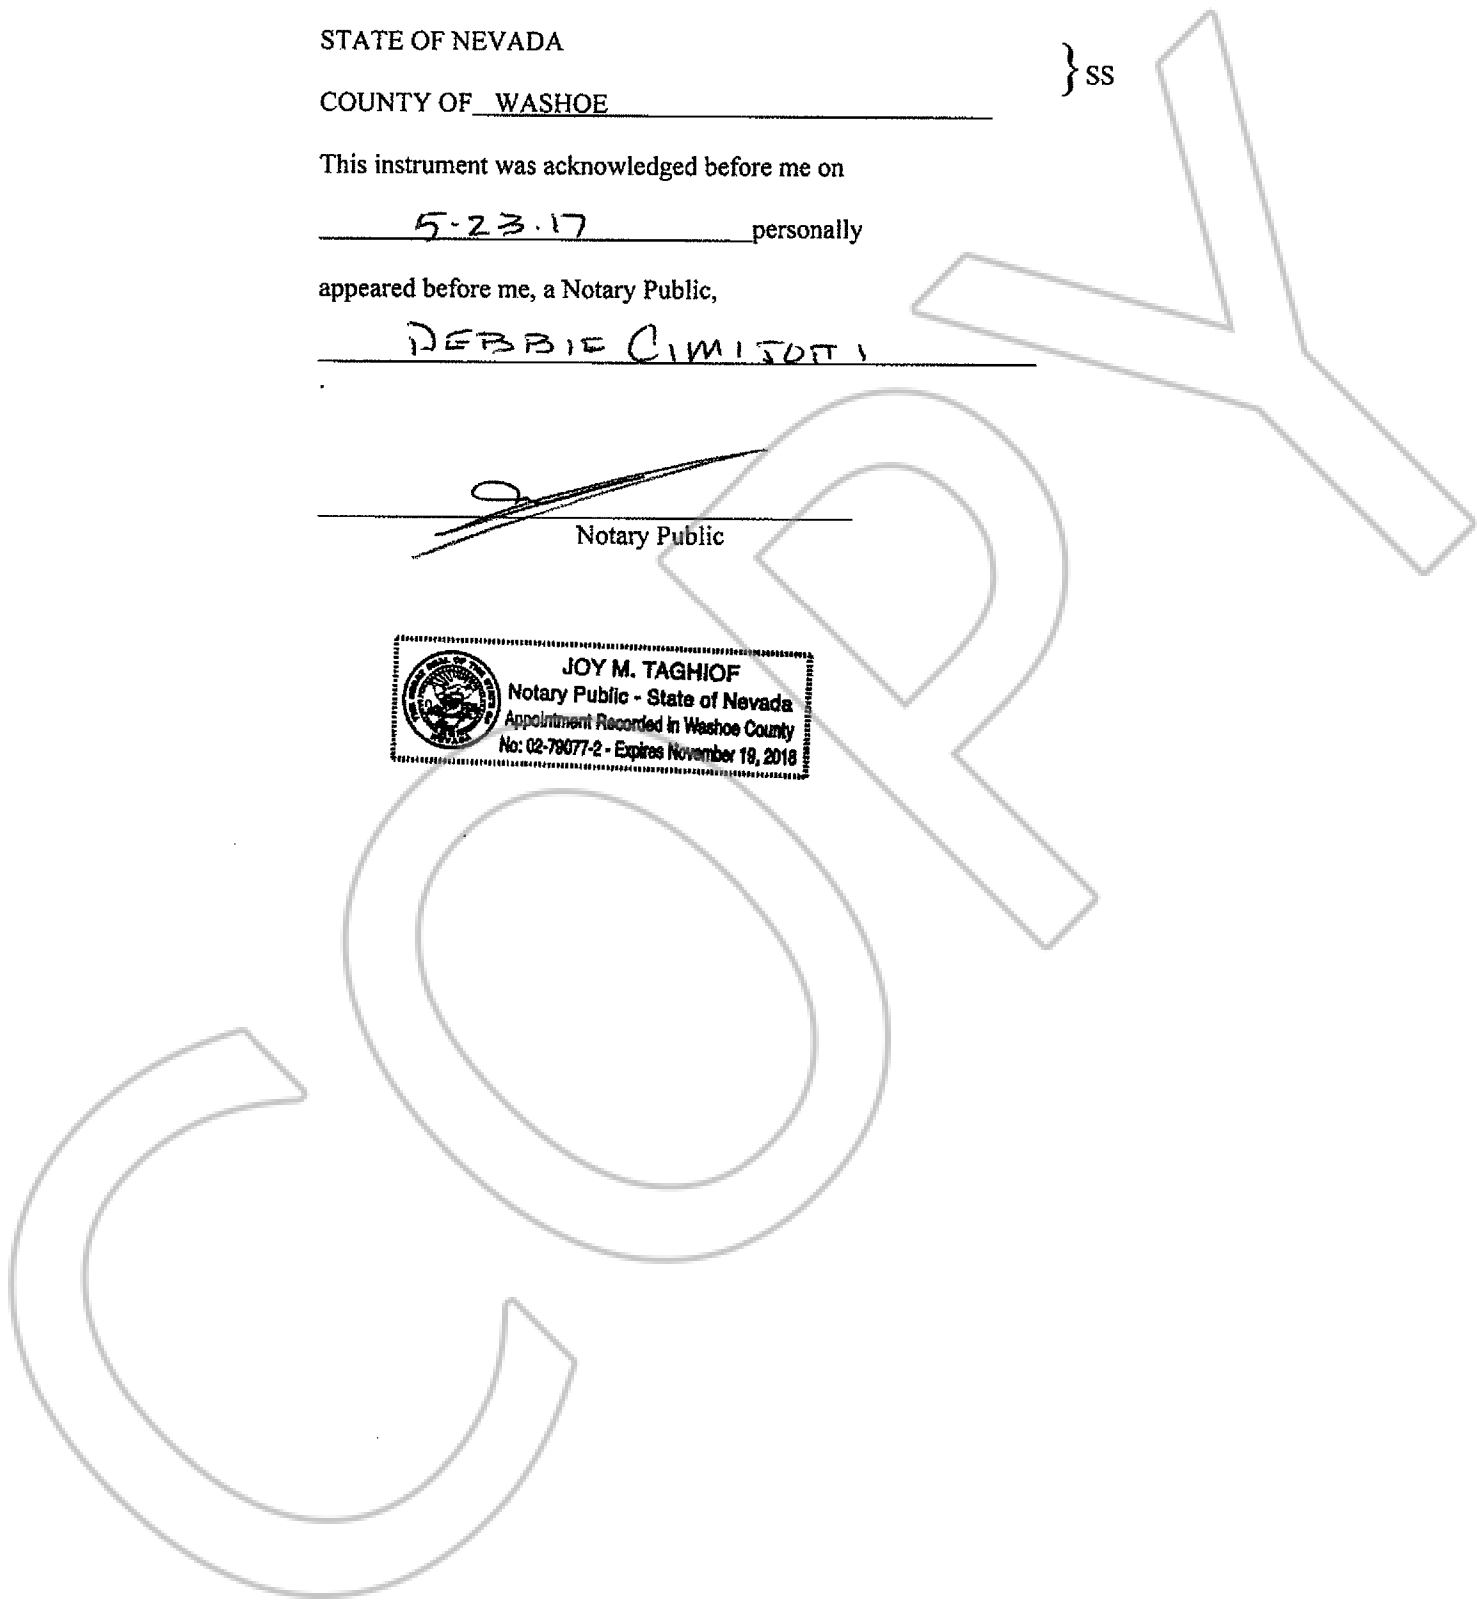 STATE OF NEVADA
}ss
COUNTY OF WASHOE
This instrument was acknowledged before me on
5-23-17 personally
appeared before me, a Notary Public,
DEBBIE CIMIJOTTI
.
Notary Public
JOY M. TAGHIOF
Notary Public - State of Nevada
Appointment Recorded in Washoe County
No: 02-79077-2 - Expires November 19, 2018
COPY